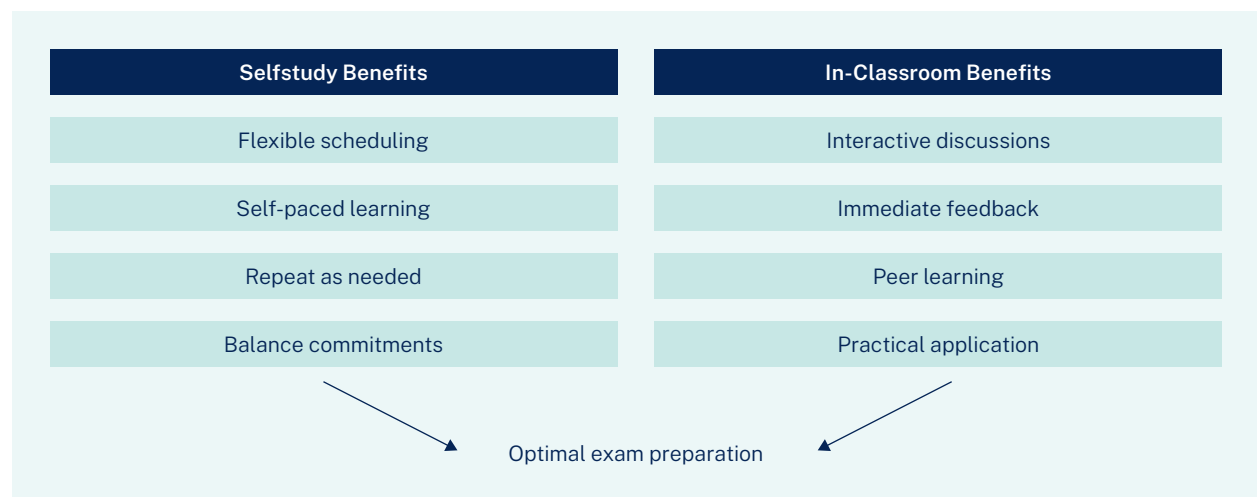 Selfstudy Benefits
Flexible scheduling
Self-paced learning
Repeat as needed
Balance commitments
In-Classroom Benefits
Interactive discussions
Immediate feedback
Peer learning
Practical application
Optimal exam preparation